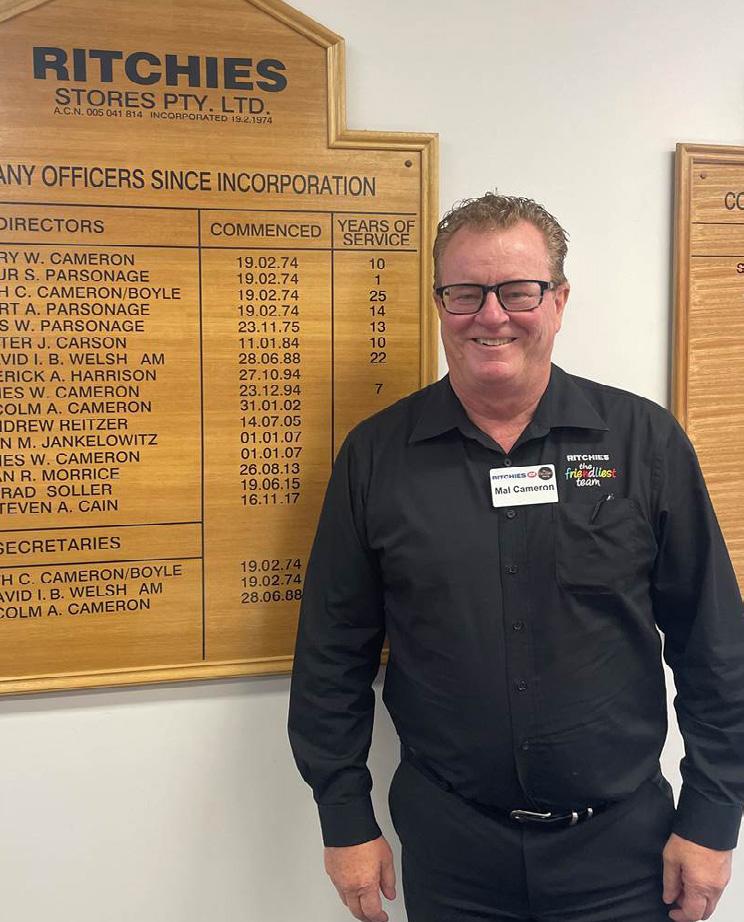 RITCHIES
STORES PTY. LTD.
A.C.N. 005 041 814 INCORPORATED 19.2.1974
ANY OFFICERS SINCE INCORPORATION
DIRECTORS COMMENCED YEARS OF SERVICE
RY W. CAMERON 19.02.74 10
UR S. PARSONAGE 19.02.74 1
H C. CAMERON/BOYLE 19.02.74 25
RT A. PARSONAGE 19.02.74 14
S W. PARSONAGE 23.11.75 13
TER J. CARSON 11.01.84 10
AVID I. B. WELSH AM 28.06.88 22
ERICK A. HARRISON 27.10.94
MES W. CAMERON 23.12.94 7
COLM A. CAMERON 31.01.02
NDREW REITZER 14.07.05
N M. JANKELOWITZ 01.01.07
MES W. CAMERON 01.01.07
AN R. MORRICE 26.08.13
RAD SOLLER 19.06.15
TEVEN A. CAIN 16.11.17
SECRETARIES
TH C. CAMERON/BOYLE 19.02.74
AVID I. B. WELSH AM 19.02.74
COLM A. CAMERON 28.06.88
RITCHIES IGA
Mal Cameron
RITCHIES
the
friendliest
team
CO
S